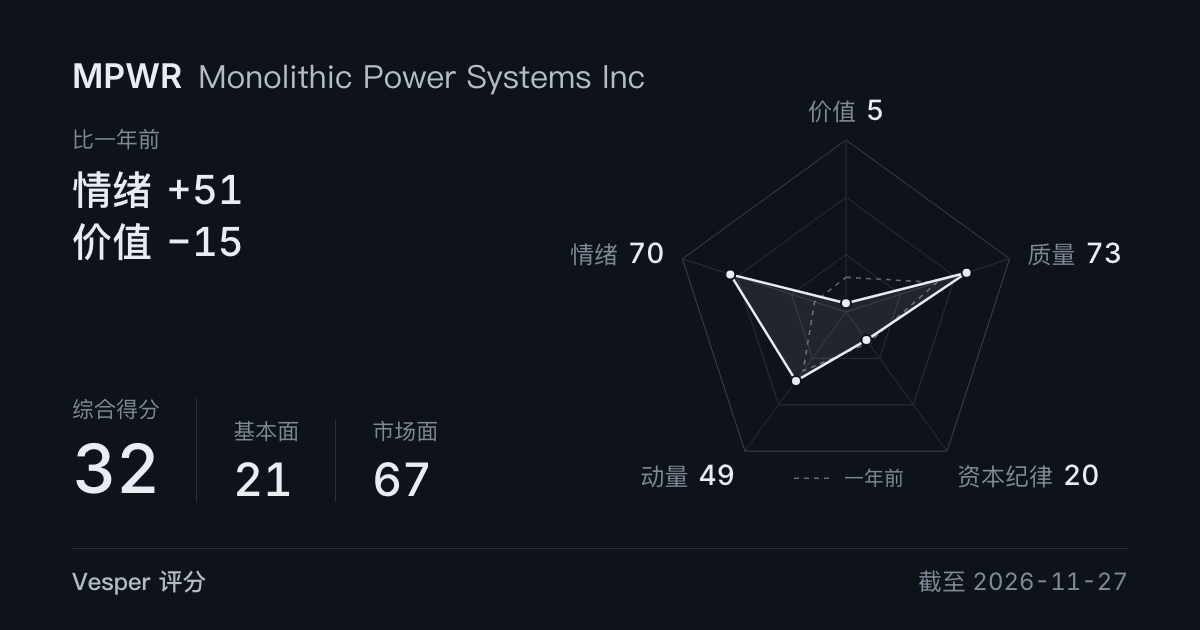 MPWR Monolithic Power Systems Inc
比一年前
情绪 +51
价值 −15
价值 5
情绪 70
质量 73
动量 49
一年前
资本纪律 20
综合得分
32
基本面
21
市场面
67
Vesper 评分
截至 2026-11-27